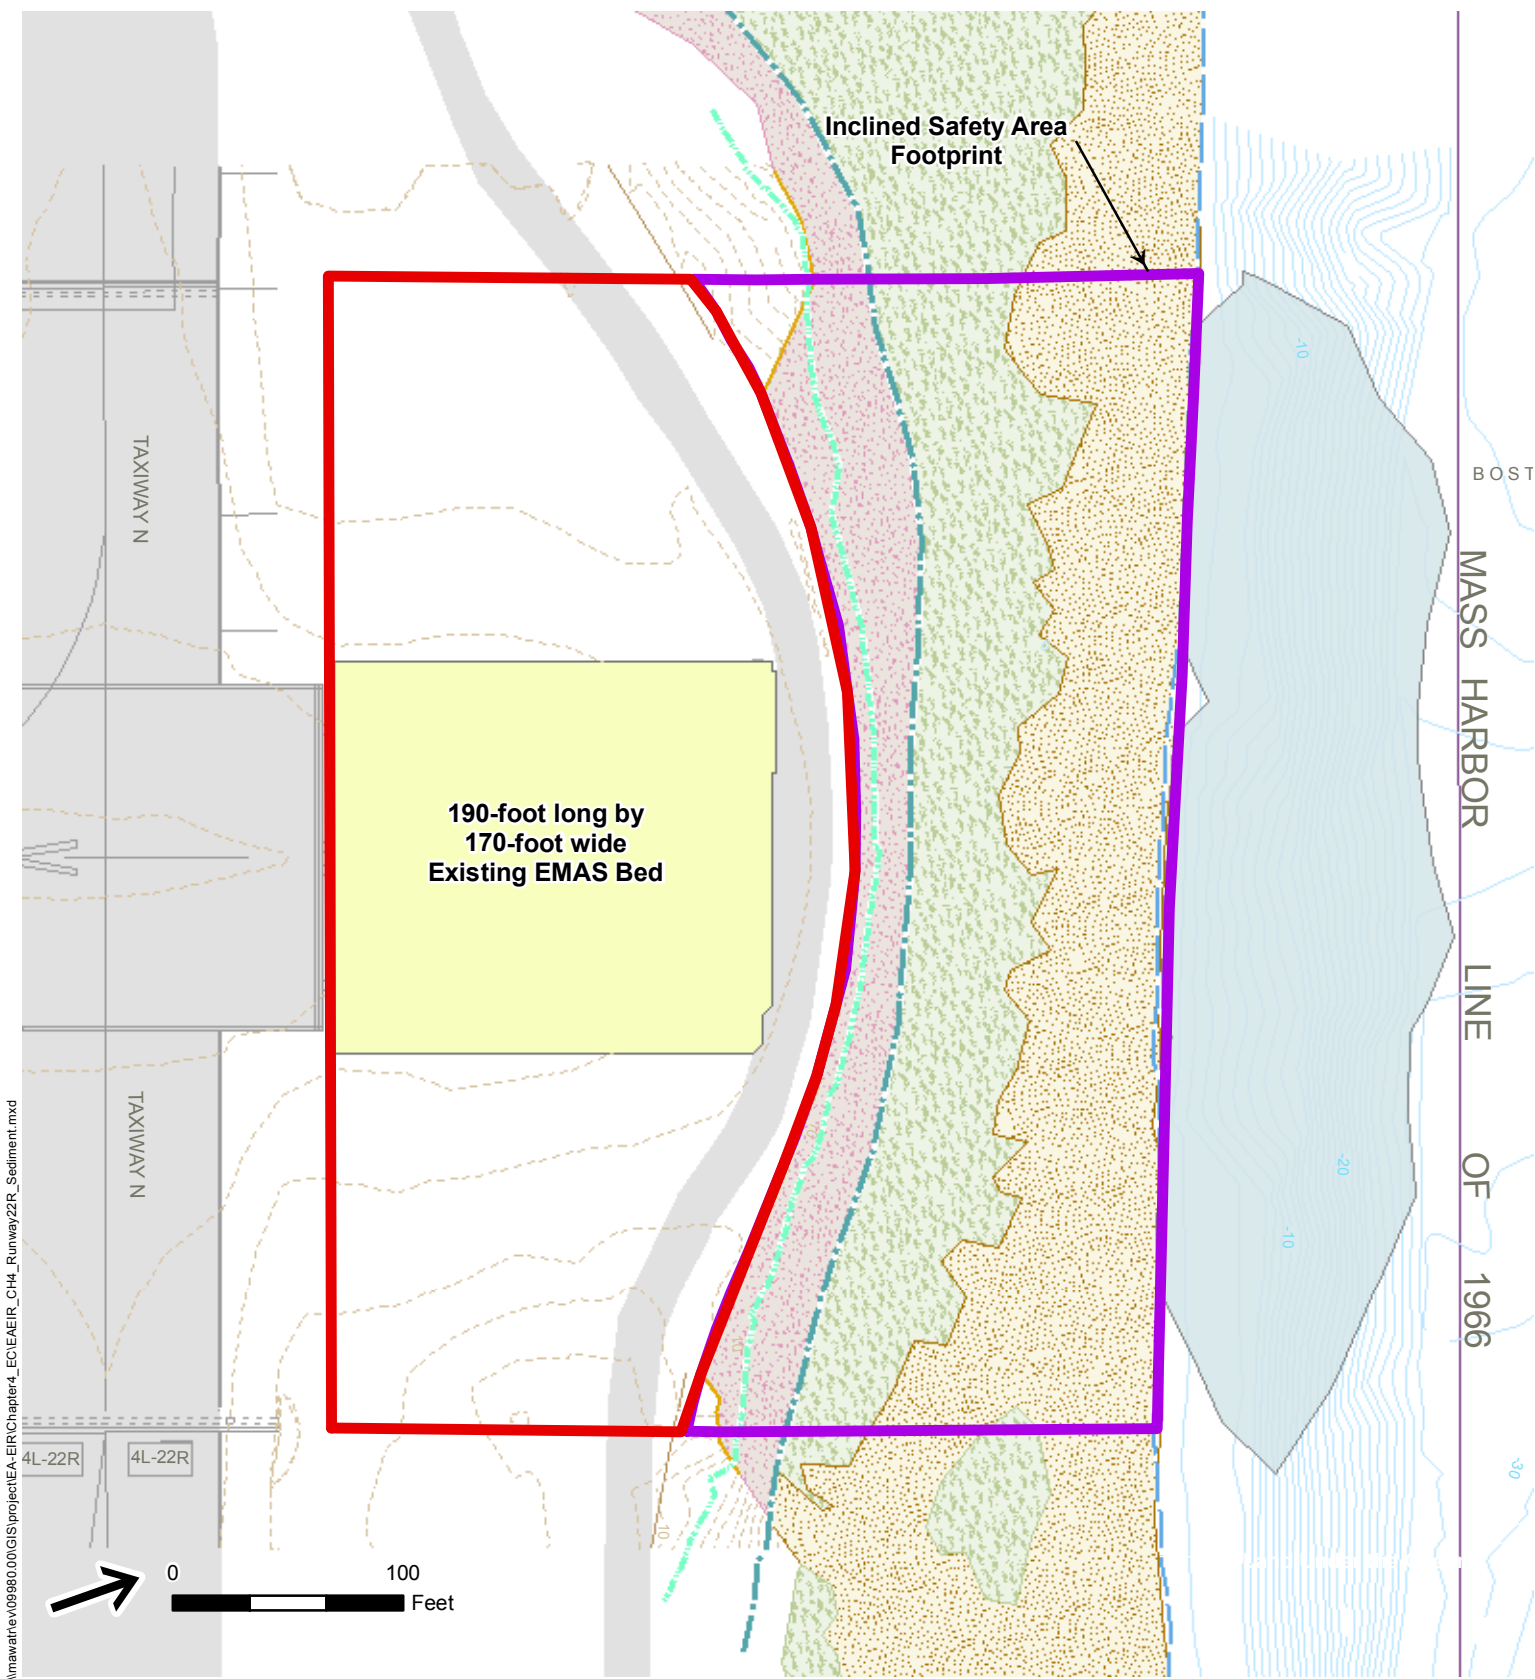 Inclined Safety Area
Footprint
-10
BOST
TAXIWAY N
MASS HARBOR LINE OF 1966
190-foot long by
170-foot wide
Existing EMAS Bed
TAXIWAY N
-20
-10
10
4L-22R
4L-22R
-30
10
0 100
Feet
\\mawatr\ev\09980.00\GIS\project\EA-EIR\Chapter4_EC\EAEIR_CH4_Runway22R_Sediment.mxd